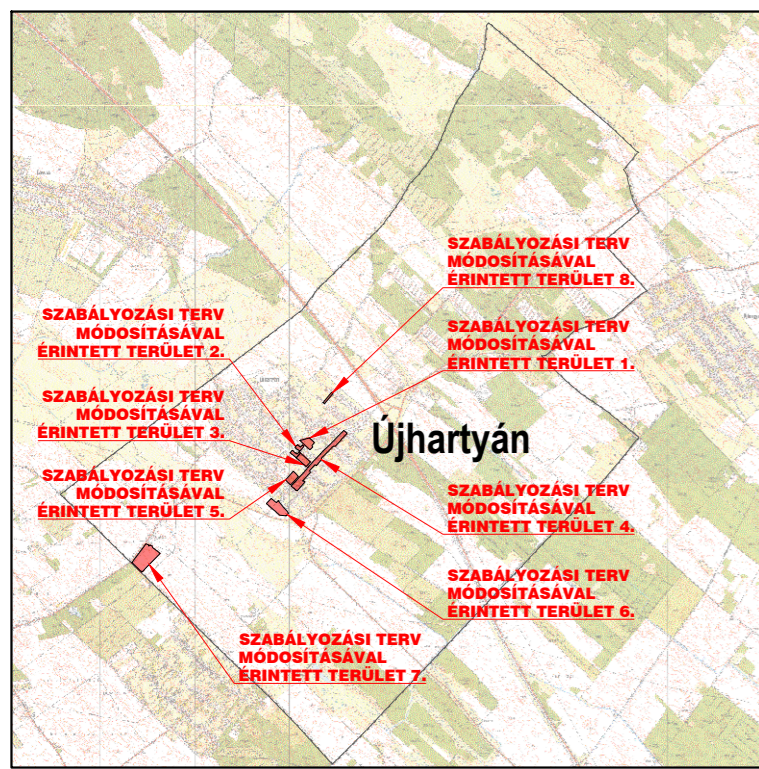 SZABÁLYOZÁSI TERV
MÓDOSÍTÁSÁVAL
ÉRINTETT TERÜLET 8.
SZABÁLYOZÁSI TERV
MÓDOSÍTÁSÁVAL
ÉRINTETT TERÜLET 2.
SZABÁLYOZÁSI TERV
MÓDOSÍTÁSÁVAL
ÉRINTETT TERÜLET 1.
SZABÁLYOZÁSI TERV
MÓDOSÍTÁSÁVAL
ÉRINTETT TERÜLET 3.
Újhartyán
SZABÁLYOZÁSI TERV
MÓDOSÍTÁSÁVAL
ÉRINTETT TERÜLET 5.
SZABÁLYOZÁSI TERV
MÓDOSÍTÁSÁVAL
ÉRINTETT TERÜLET 4.
SZABÁLYOZÁSI TERV
MÓDOSÍTÁSÁVAL
ÉRINTETT TERÜLET 6.
SZABÁLYOZÁSI TERV
MÓDOSÍTÁSÁVAL
ÉRINTETT TERÜLET 7.